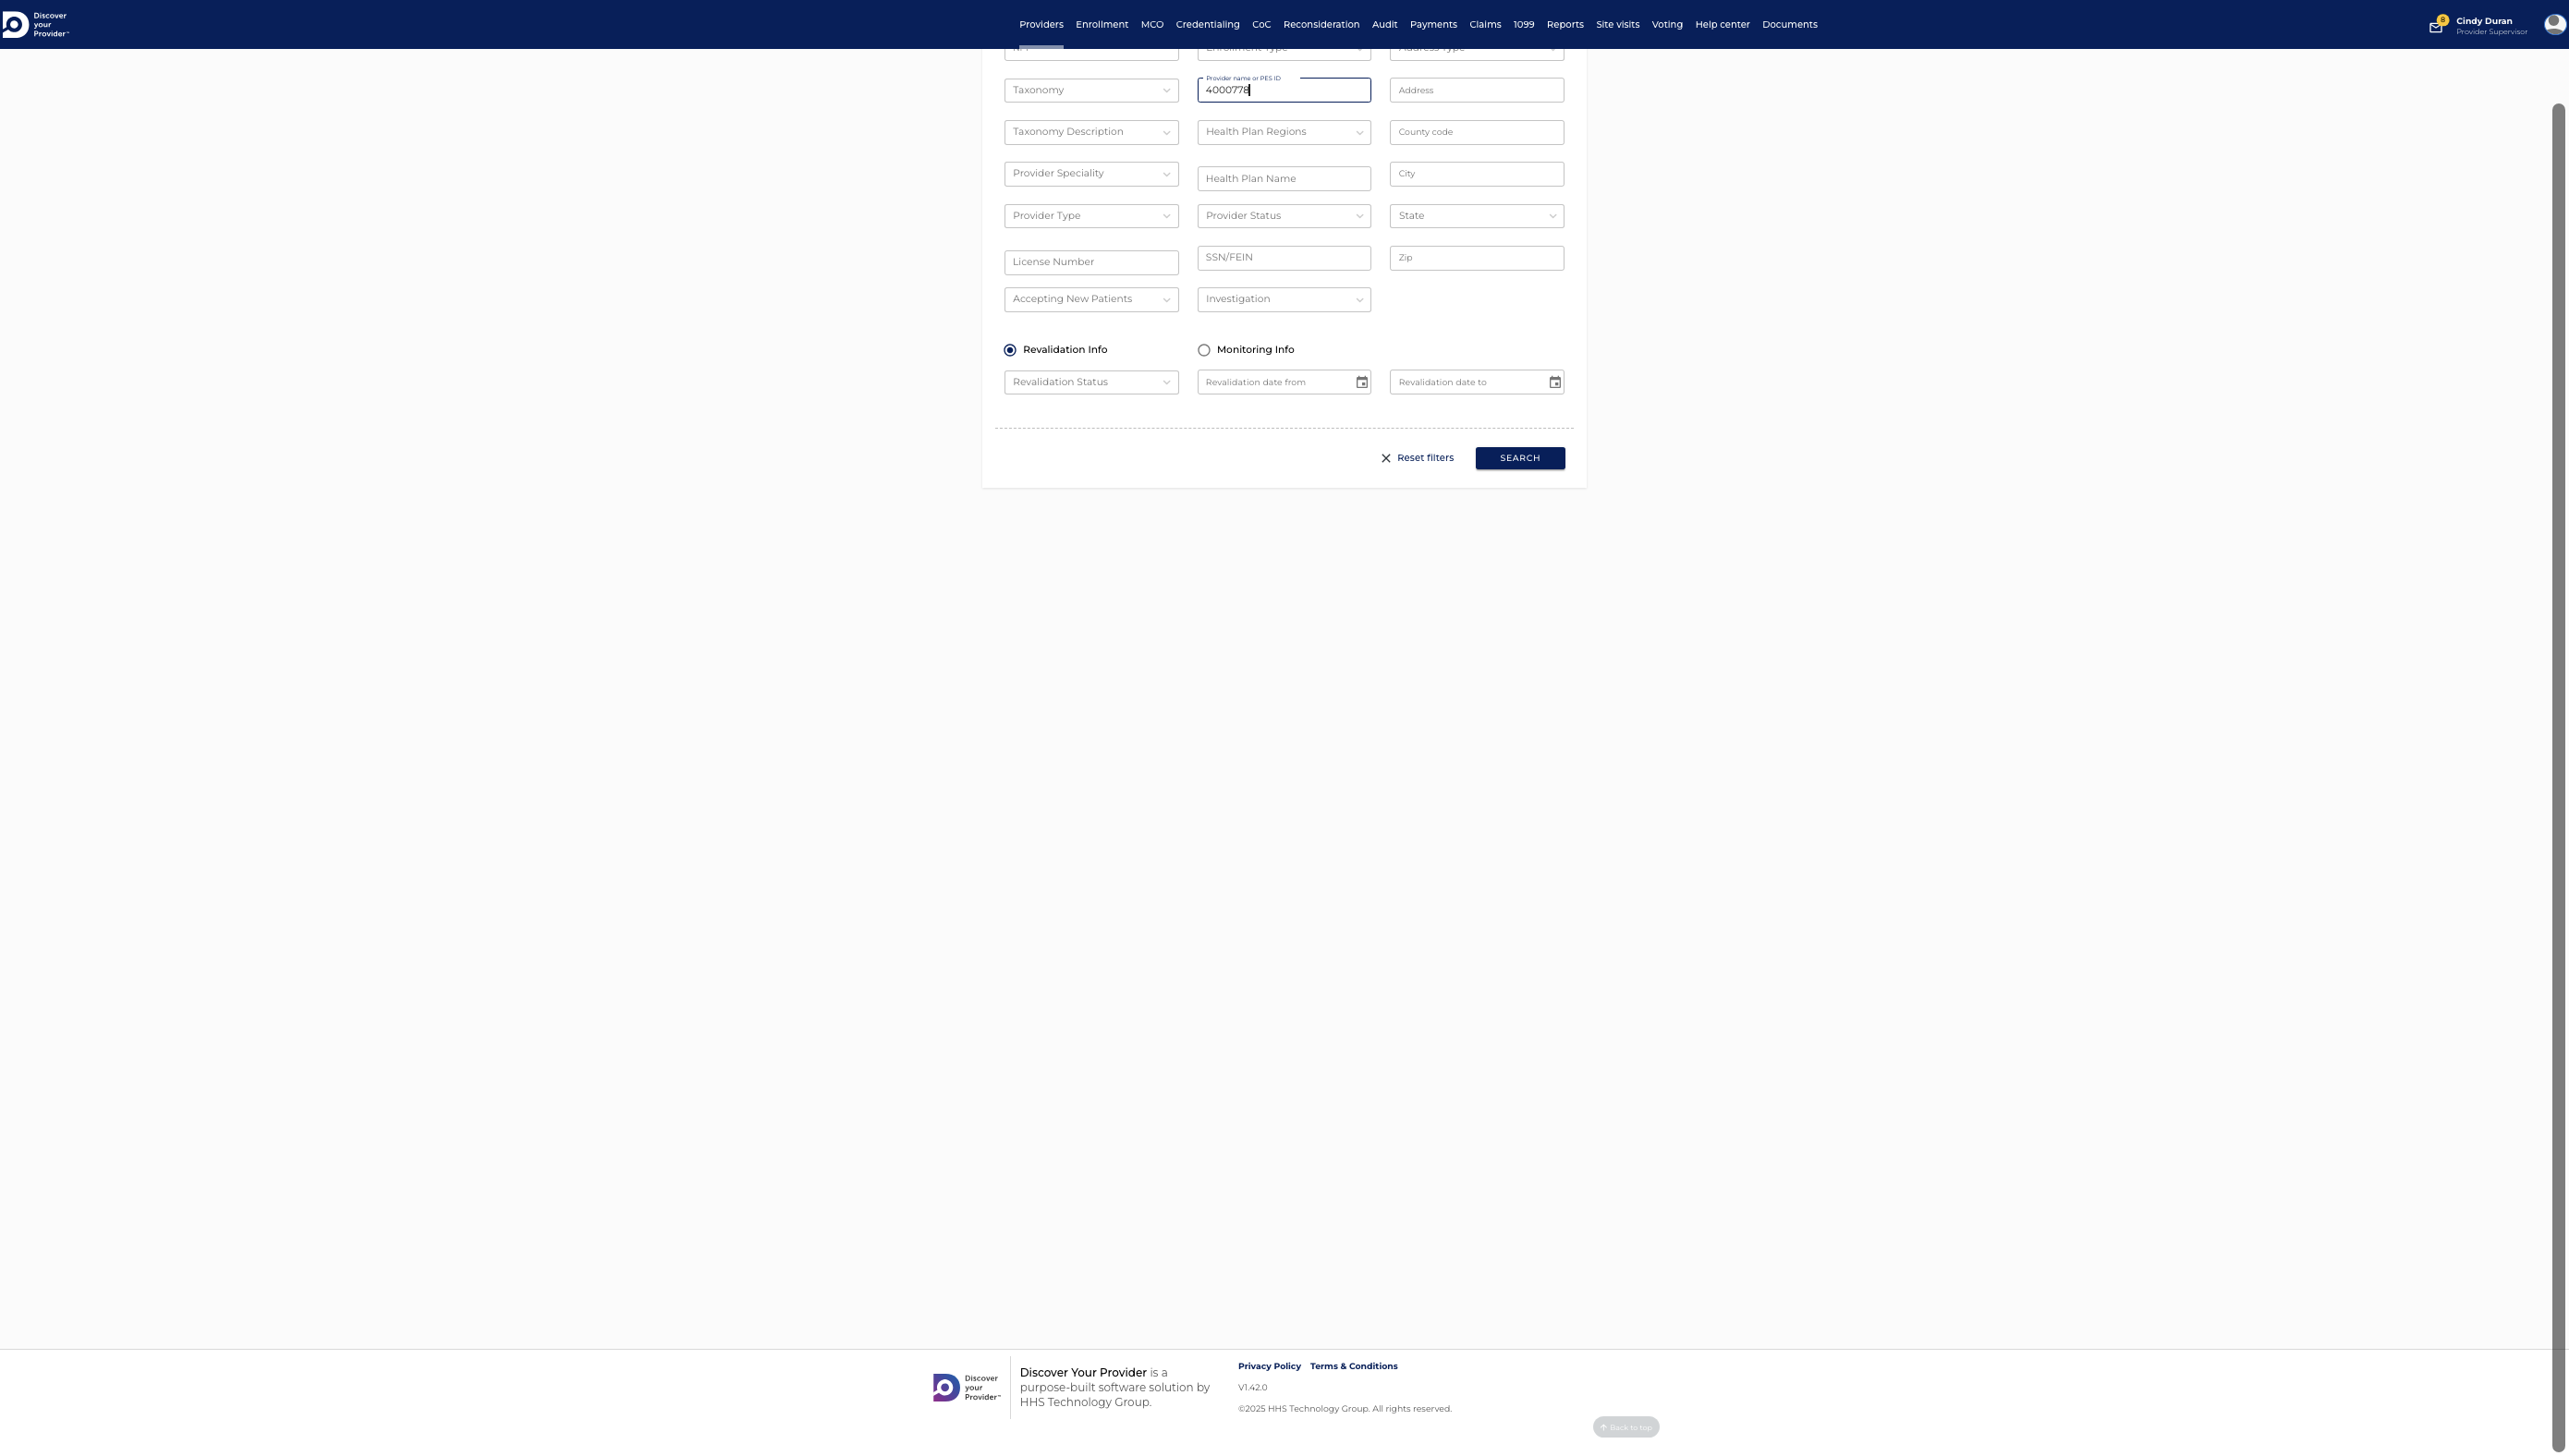 Discover
your
Provider™
Providers Enrollment MCO Credentialing CoC Reconsideration Audit Payments Claims 1099 Reports Site visits Voting Help center Documents
8
Cindy Duran
Provider Supervisor
Enrollment Type
Address Type
Provider name or PES ID
Taxonomy
4000778
Address
Taxonomy Description
Health Plan Regions
County code
Provider Speciality
Health Plan Name
City
Provider Type
Provider Status
State
License Number
SSN/FEIN
Zip
Accepting New Patients
Investigation
Revalidation Info
Monitoring Info
Revalidation Status
Revalidation date from
Revalidation date to
Reset filters
SEARCH
Discover
your
Provider™
Discover Your Provider is a
purpose-built software solution by
HHS Technology Group.
Privacy Policy Terms & Conditions
V1.42.0
©2025 HHS Technology Group. All rights reserved.
Back to top